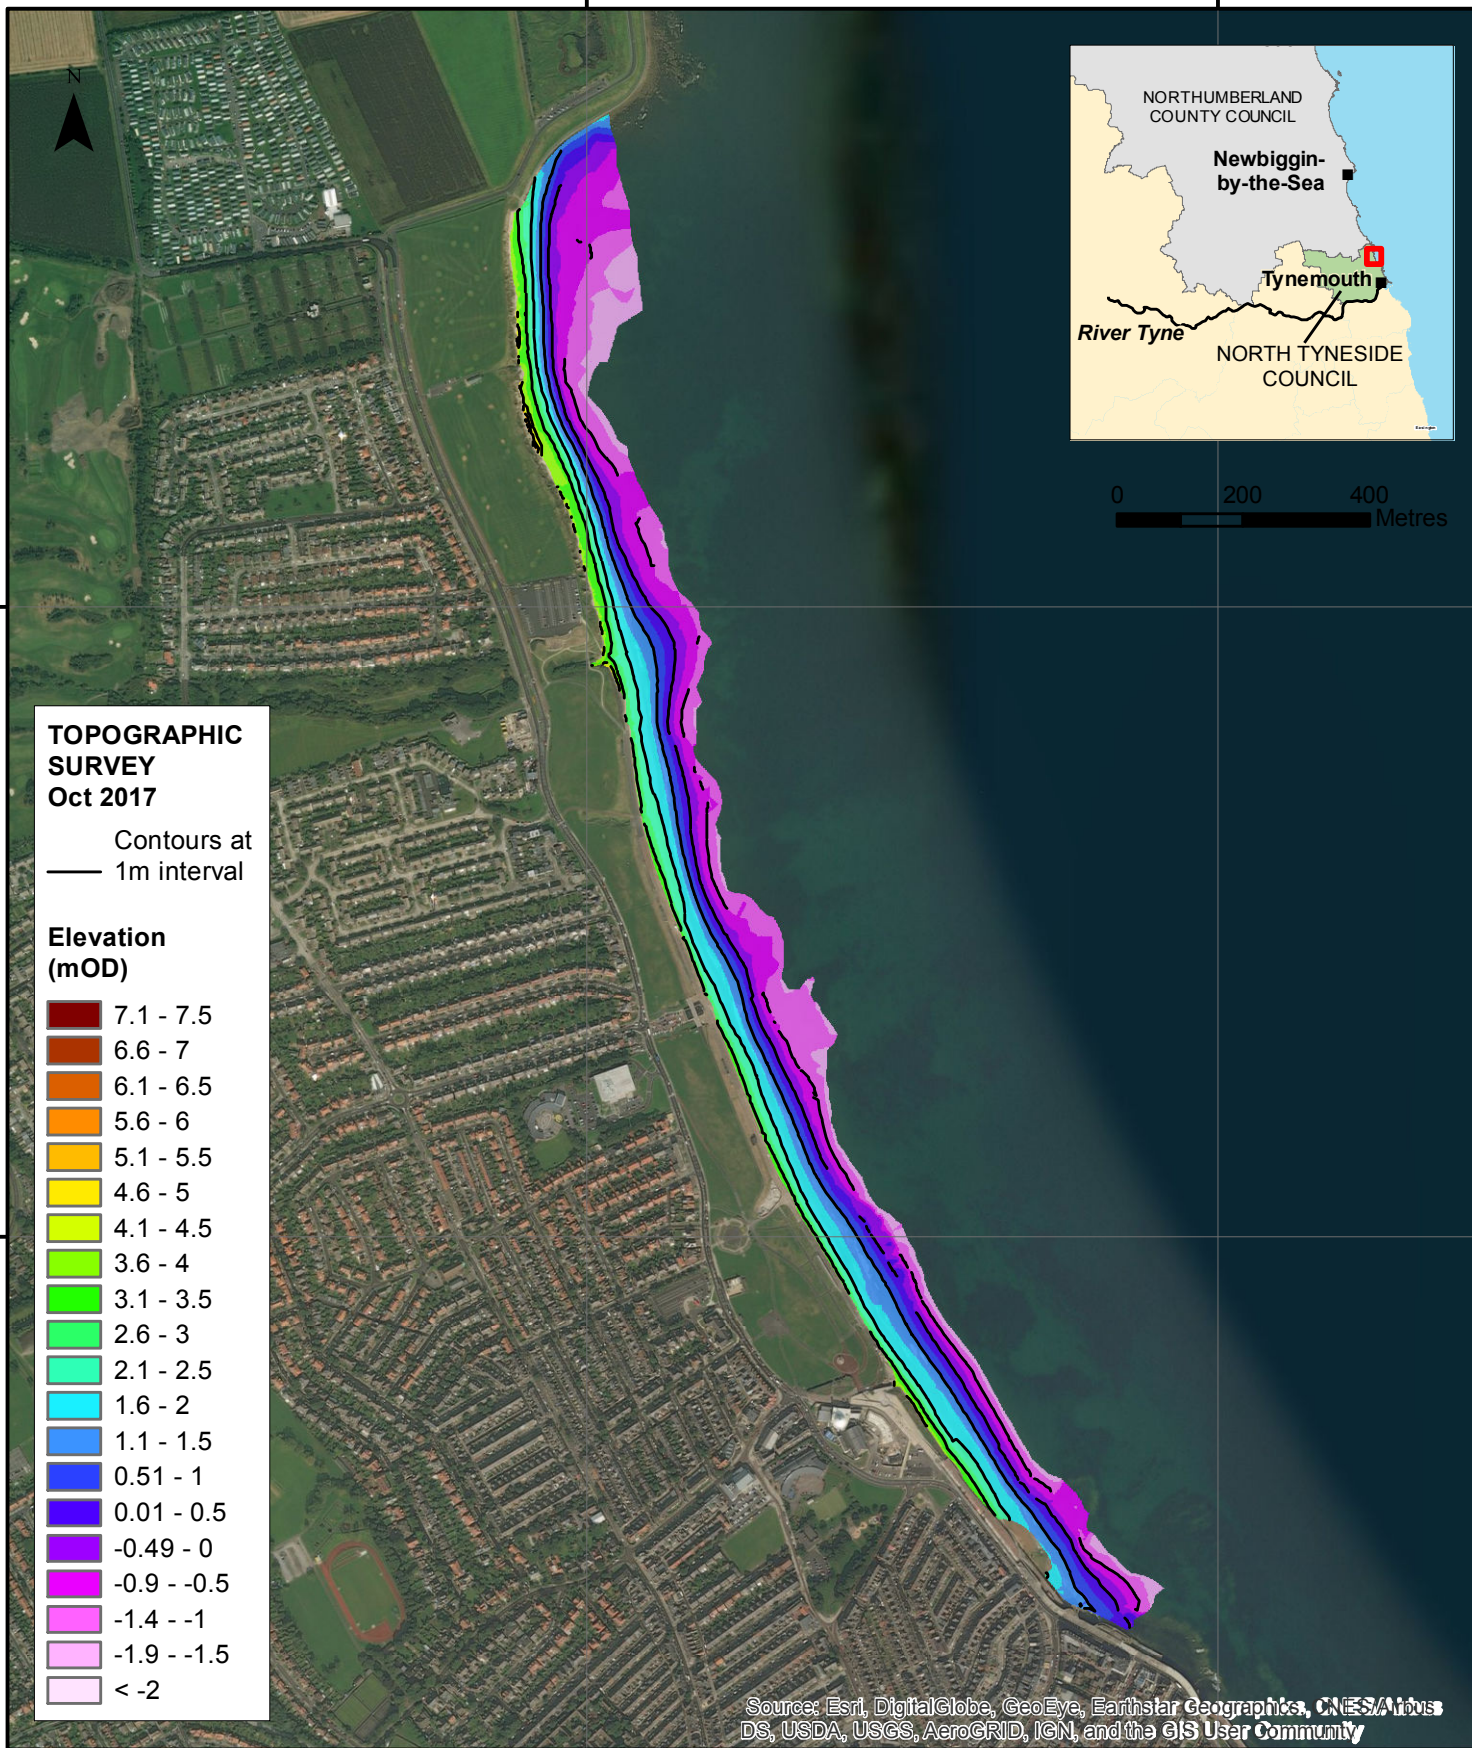 N
NORTHUMBERLAND
COUNTY COUNCIL
Newbiggin-
by-the-Sea
Tynemouth
River Tyne
NORTH TYNESIDE
COUNCIL
0 200 400
Metres
TOPOGRAPHIC
SURVEY
Oct 2017
Contours at
1m interval
Elevation
(mOD)
7.1 - 7.5
6.6 - 7
6.1 - 6.5
5.6 - 6
5.1 - 5.5
4.6 - 5
4.1 - 4.5
3.6 - 4
3.1 - 3.5
2.6 - 3
2.1 - 2.5
1.6 - 2
1.1 - 1.5
0.51 - 1
0.01 - 0.5
-0.49 - 0
-0.9 - -0.5
-1.4 - -1
-1.9 - -1.5
< -2
Source: Esri, DigitalGlobe, GeoEye, Earthstar Geographics, CNES/Airbus
DS, USDA, USGS, AeroGRID, IGN, and the GIS User Community